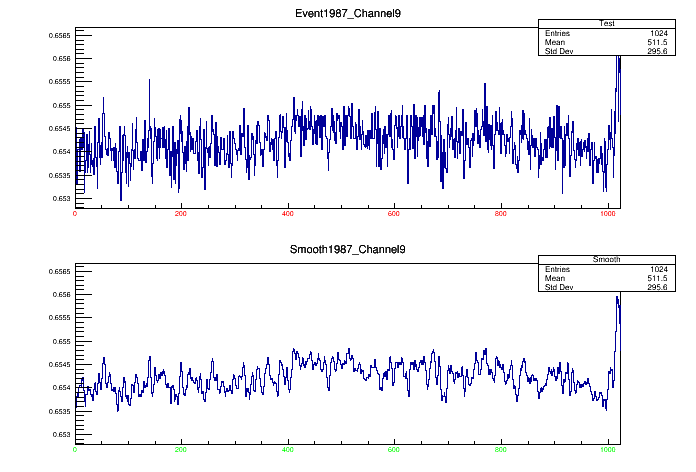 Event1987_Channel9
Test
Entries 1024
Mean 511.5
Std Dev 295.6
0.6565
0.656
0.6555
0.655
0.6545
0.654
0.6535
0.653
0 200 400 600 800 1000
Smooth1987_Channel9
Smooth
Entries 1024
Mean 511.5
Std Dev 295.6
0.6565
0.656
0.6555
0.655
0.6545
0.654
0.6535
0.653
0 200 400 600 800 1000